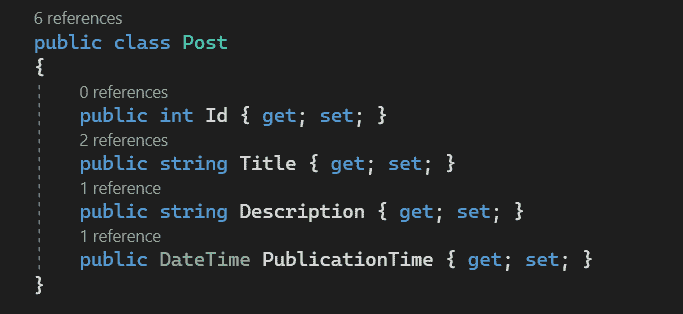 6 references
public class Post
{
0 references
public int Id { get; set; }
2 references
public string Title { get; set; }
1 reference
public string Description { get; set; }
1 reference
public DateTime PublicationTime { get; set; }
}